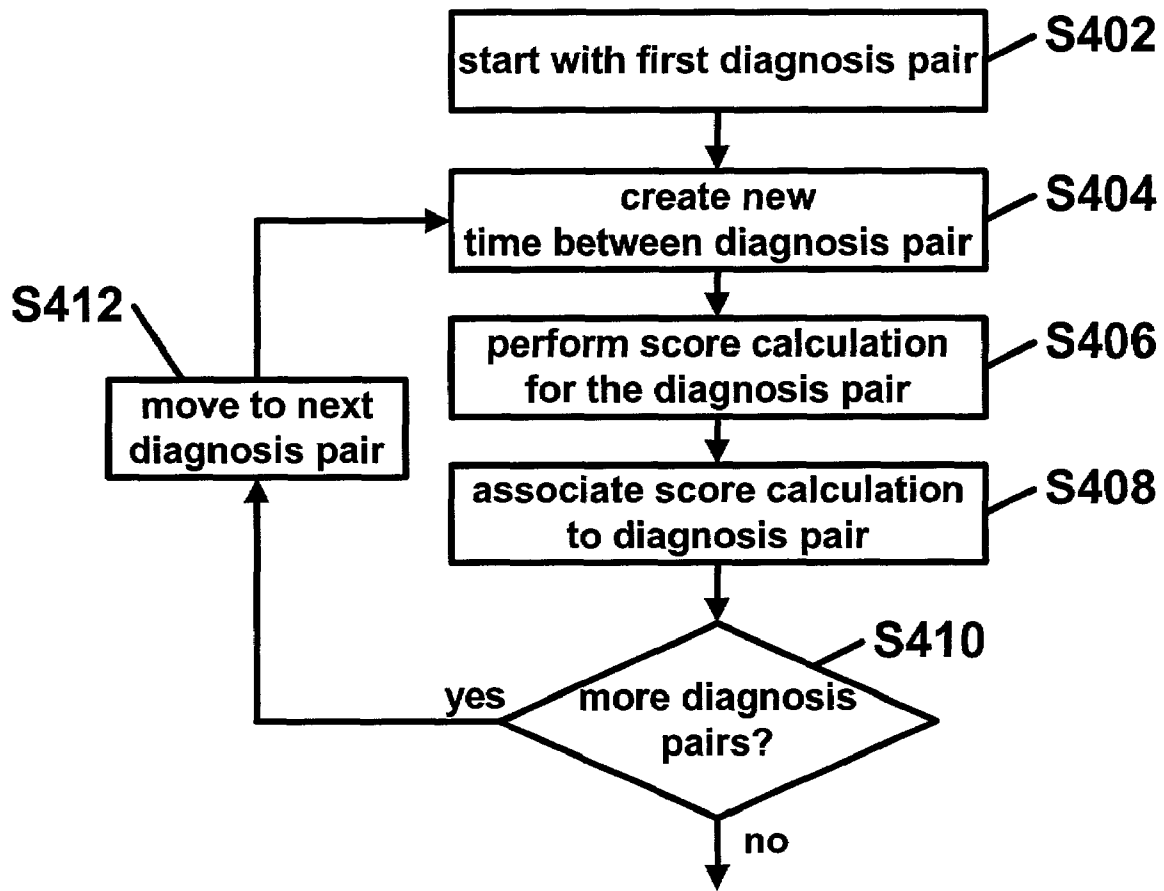 start with first diagnosis pair
S402
create new
time between diagnosis pair
S404
S412
perform score calculation
for the diagnosis pair
S406
move to next
diagnosis pair
associate score calculation
to diagnosis pair
S408
S410
yes
more diagnosis
pairs?
no